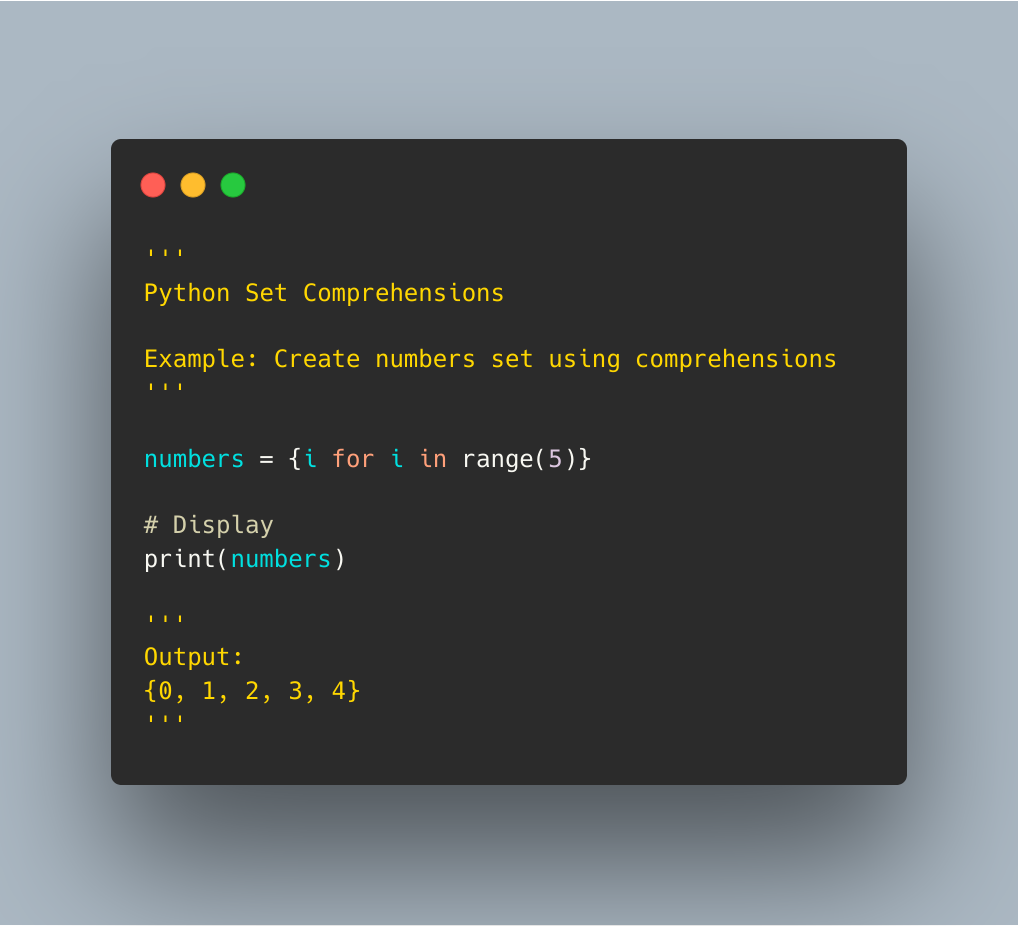 '''
Python Set Comprehensions
Example: Create numbers set using comprehensions
'''
numbers = {i for i in range(5)}
# Display
print(numbers)
'''
Output:
{0, 1, 2, 3, 4}
'''